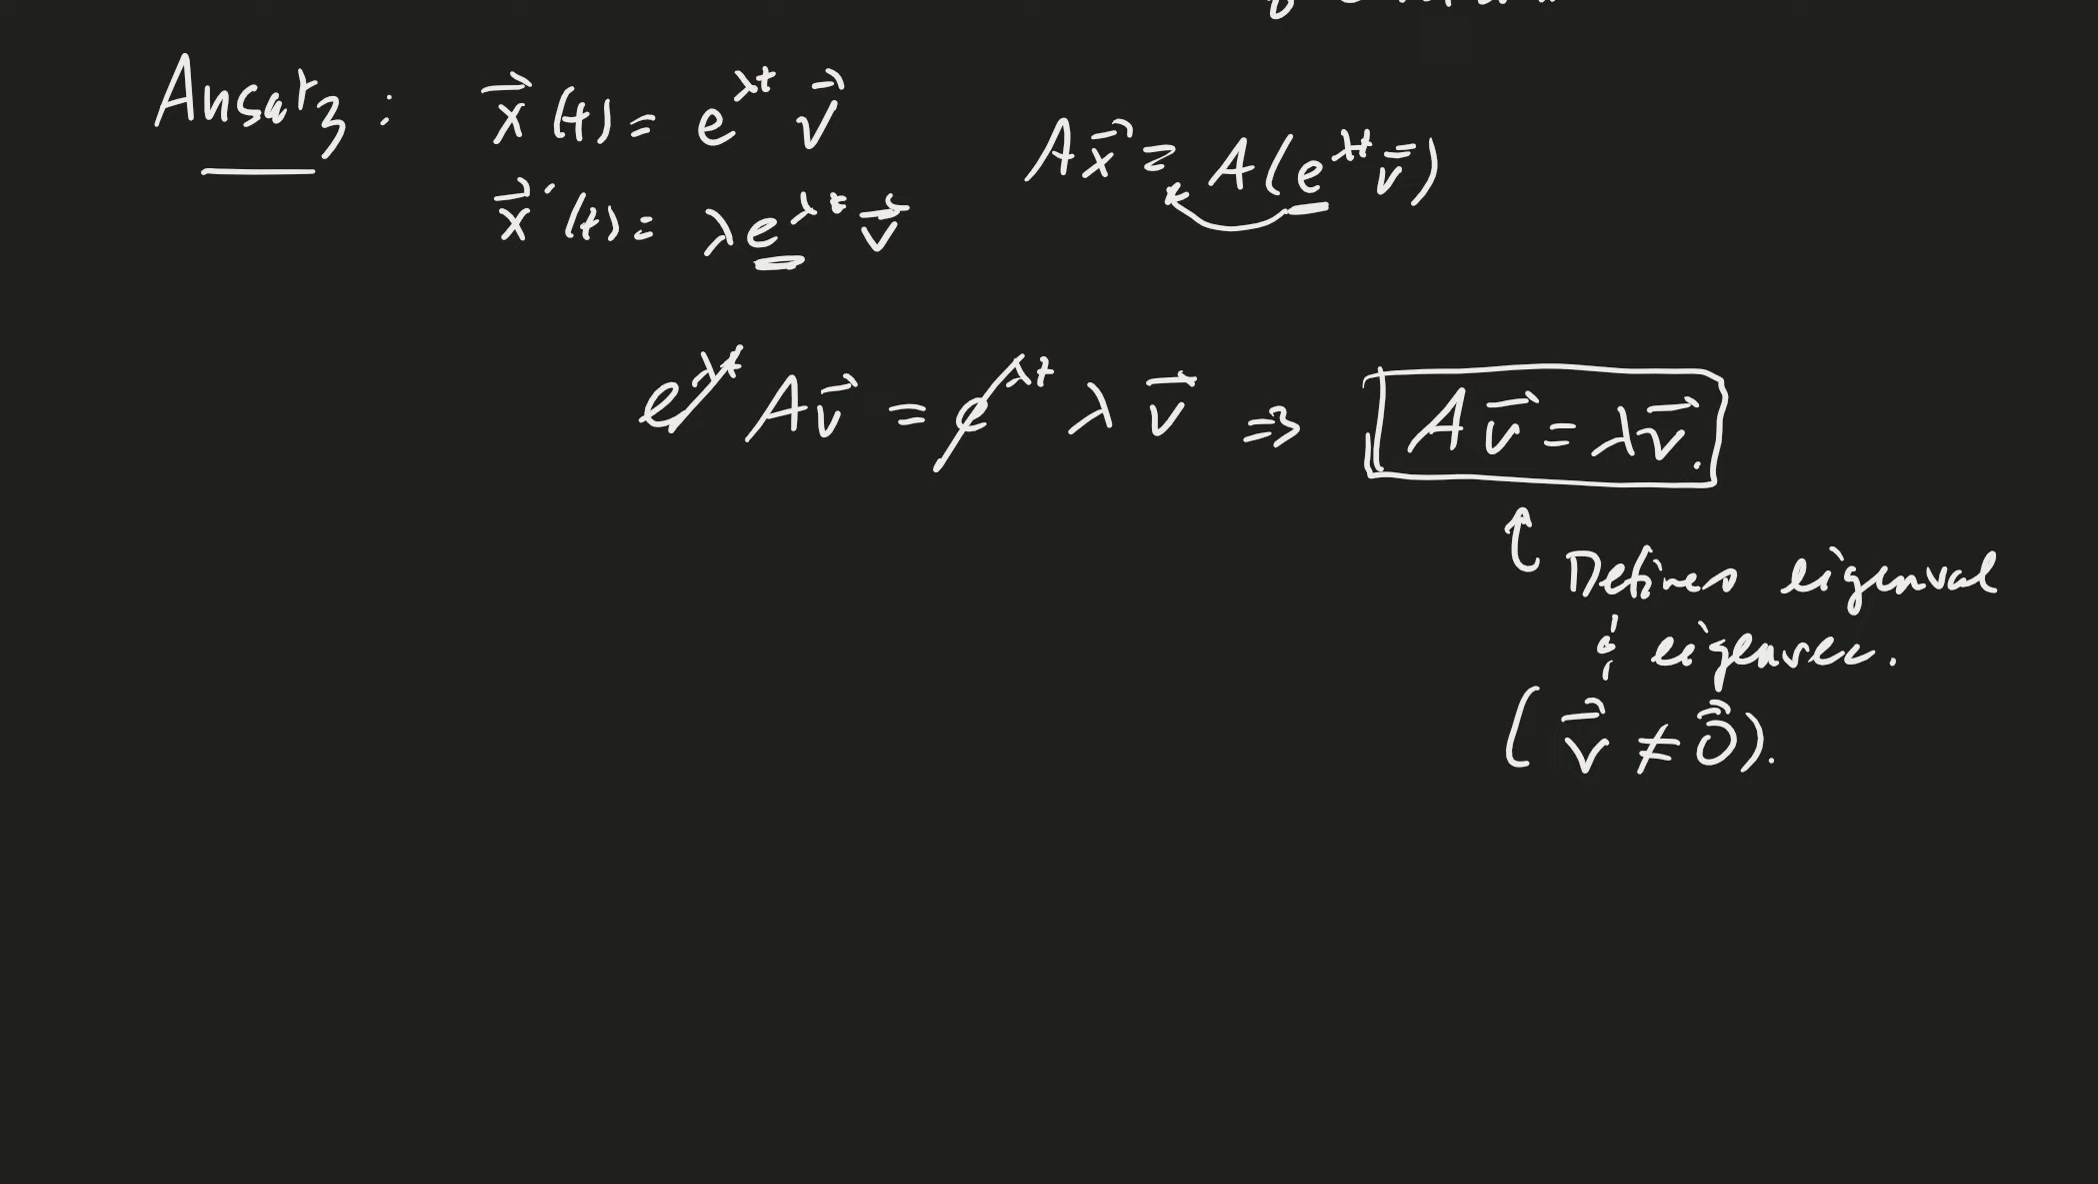 Ansatz : x⃗(t) = e^{λt} v⃗
Ax⃗ = A(e^{λt} v⃗)
x⃗'(t) = λe^{λt} v⃗
e^{λt} Av⃗ = e^{λt} λ v⃗ ⇒ Av⃗ = λv⃗.
Defines eigenval
& eigenvec.
(v⃗ ≠ 0⃗).